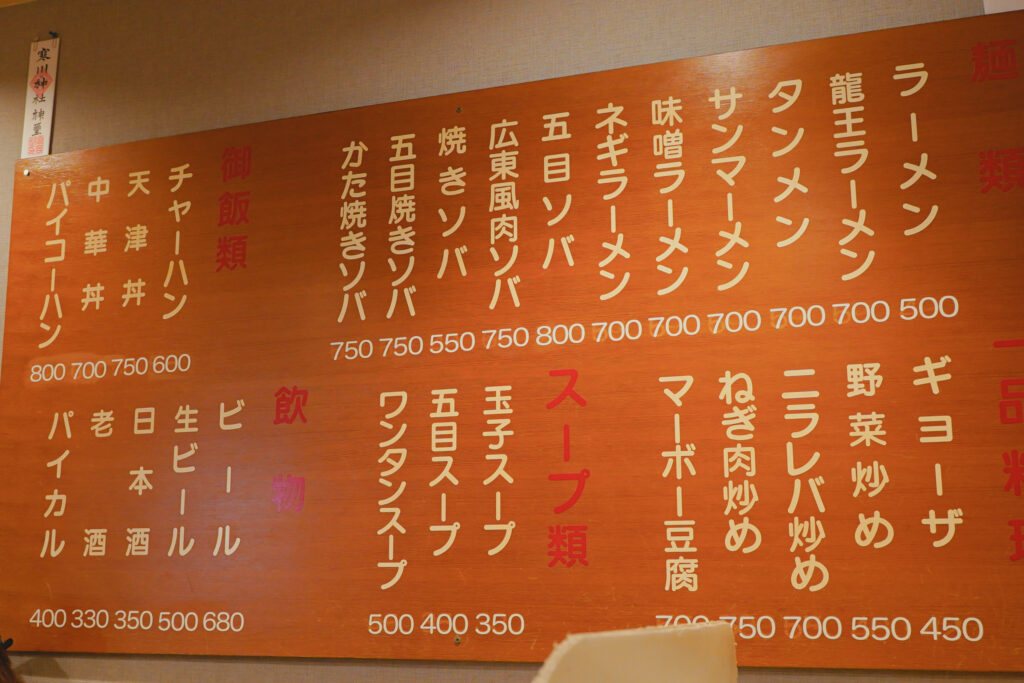 麺類
ラーメン 500
龍王ラーメン 700
タンメン 700
サンマーメン 700
味噌ラーメン 700
ネギラーメン 700
五目ソバ 800
広東風肉ソバ 750
焼きソバ 550
五目焼きソバ 750
かた焼きソバ 750
御飯類
チャーハン 600
天津丼 750
中華丼 700
パイコーハン 800
一品料理
ギョーザ 450
野菜炒め 550
ニラレバ炒め 700
ねぎ肉炒め 750
マーボー豆腐 700
スープ類
玉子スープ 350
五目スープ 400
ワンタンスープ 500
飲物
ビール 680
生ビール 500
日本酒 350
老酒 330
パイカル 400
寒川神社神璽